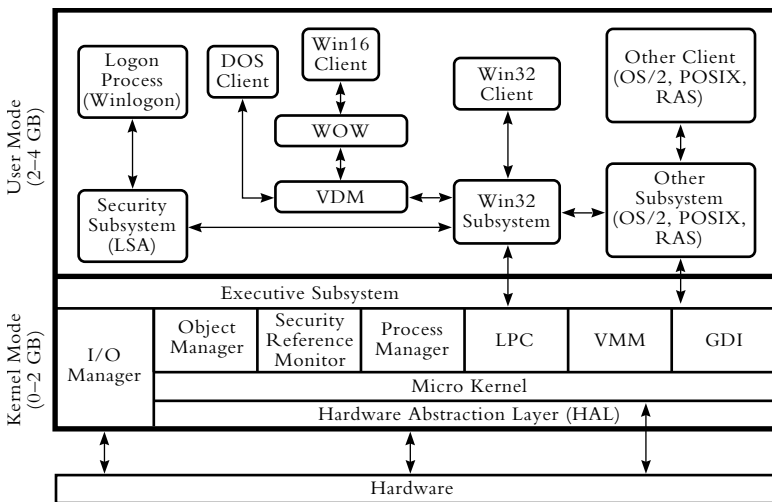 User Mode
(2–4 GB)
Logon
Process
(Winlogon)
DOS
Client
Win16
Client
Win32
Client
Other Client
(OS/2, POSIX,
RAS)
WOW
VDM
Security
Subsystem
(LSA)
Win32
Subsystem
Other
Subsystem
(OS/2, POSIX,
RAS)
Kernel Mode
(0–2 GB)
Executive Subsystem
I/O
Manager
Object
Manager
Security
Reference
Monitor
Process
Manager
LPC
VMM
GDI
Micro Kernel
Hardware Abstraction Layer (HAL)
Hardware